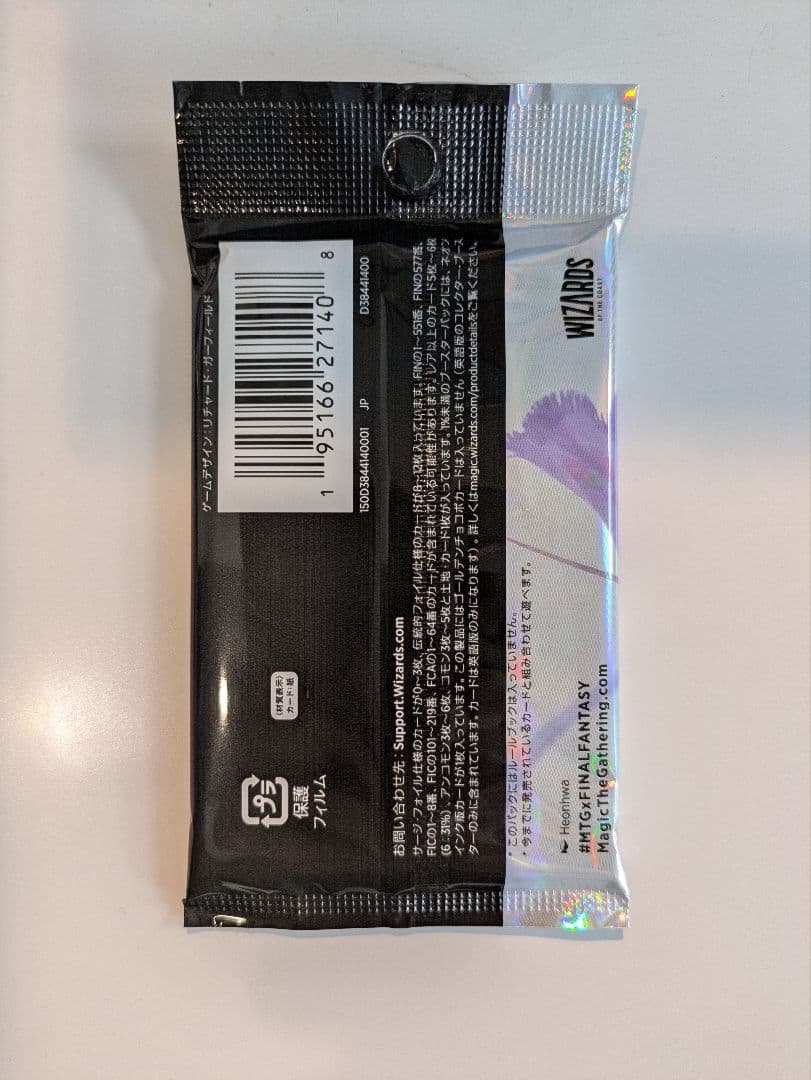 ゲームデザイン：リチャード・ガーフィールド
1 95166 27140 8
150D3844140001 JP D38441400
(材質表示)
カード：紙
プラ
保護
フィルム
お問い合わせ先：Support.Wizards.com
サージ・フォイル仕様のカードが0～3枚、伝統的フォイル仕様のカードが8～12枚入っています。FINの1～551番、FINの577番、
FICの1～8番、FICの101～219番、FCAの1～64番のカードが含まれている可能性があります。レア以上のカード5枚～6枚
(6：31%)、アンコモン3枚～6枚、コモン3枚～5枚と土地・カード1枚が入っています。1%未満のブースターパックには、ネオン
インク版カードが1枚入っています。この製品にはゴールデンチョコボカードは入っていません（英語版のコレクター・ブース
ターのみに含まれています。カードは英語版のみになります）。詳しくはmagic.wizards.com/productdetailsをご覧ください。
・このパックにはルールブックは入っていません。
・今までに発売されているカードと組み合わせて遊べます。
Heonhwa
#MTGxFINALFANTASY
MagicTheGathering.com
WIZARDS
OF THE COAST